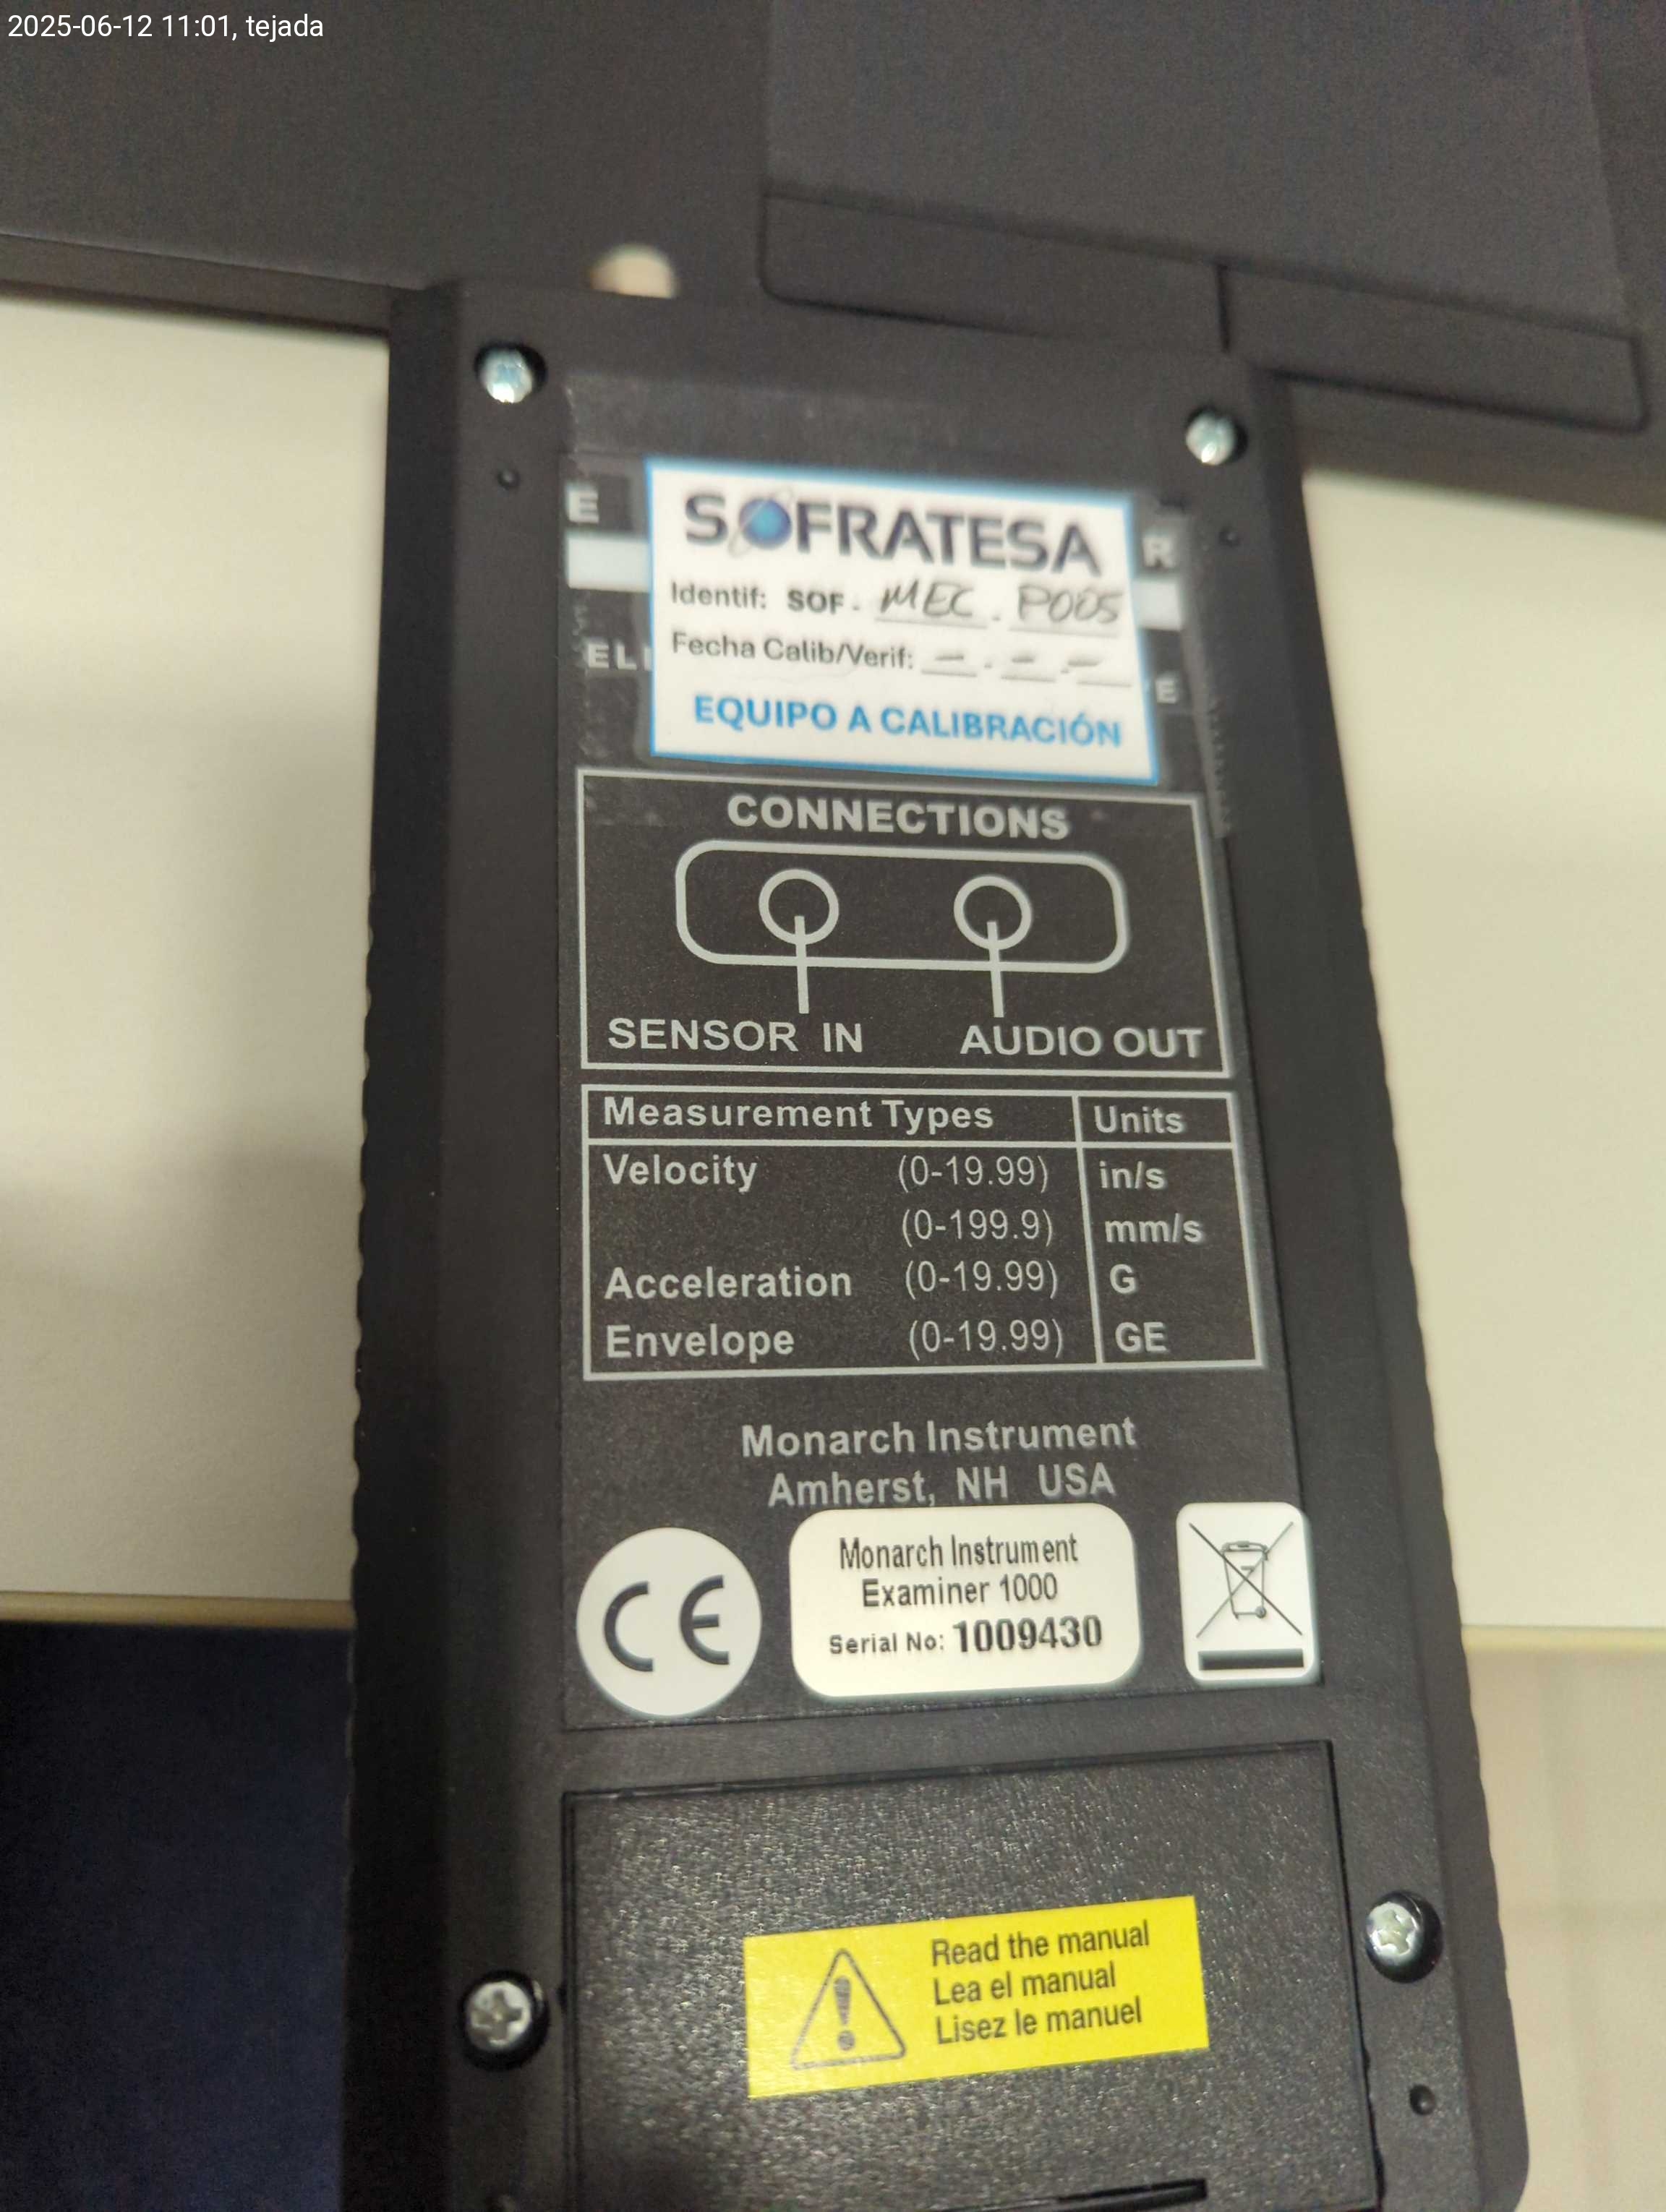 2025-06-12 11:01, tejada
E R
SOFRATESA
Identif: SOF. MEC. P005
Fecha Calib/Verif: - . - . -
EQUIPO A CALIBRACIÓN
CONNECTIONS
SENSOR IN AUDIO OUT
Measurement Types Units
Velocity (0-19.99) in/s
(0-199.9) mm/s
Acceleration (0-19.99) G
Envelope (0-19.99) GE
Monarch Instrument
Amherst, NH USA
CE
Monarch Instrument
Examiner 1000
Serial No: 1009430
Read the manual
Lea el manual
Lisez le manuel